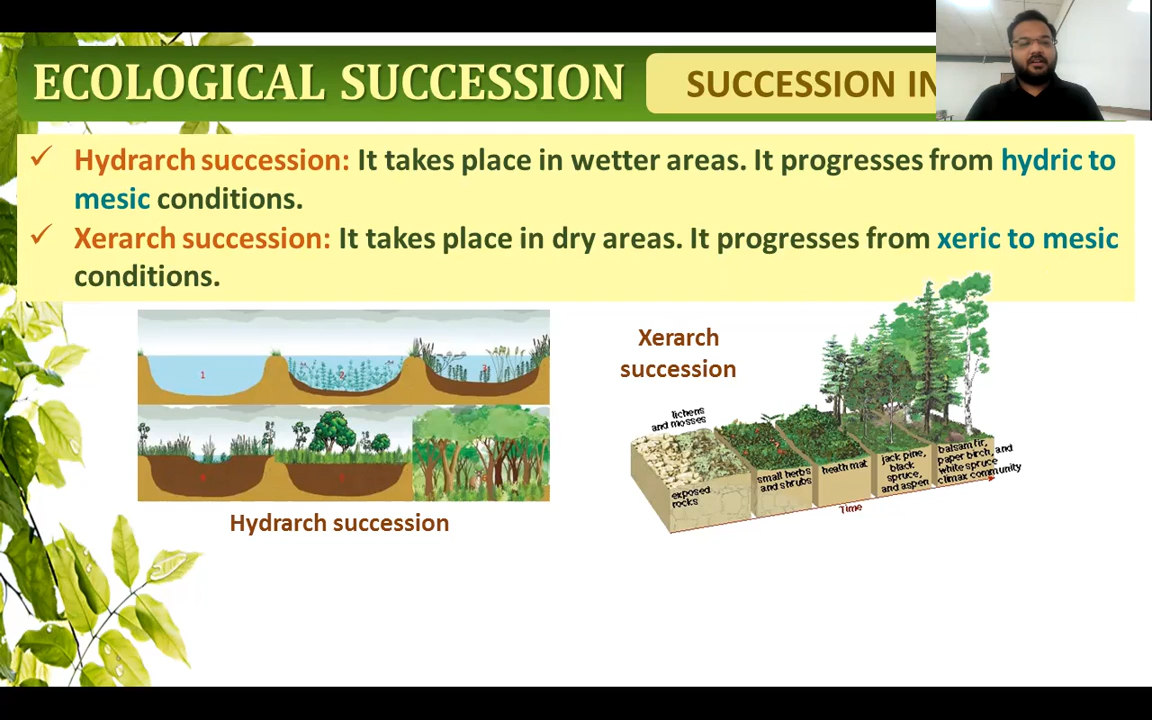 ECOLOGICAL SUCCESSION
SUCCESSION IN
✓ Hydrarch succession: It takes place in wetter areas. It progresses from hydric to
mesic conditions.
✓ Xerarch succession: It takes place in dry areas. It progresses from xeric to mesic
conditions.
1
2
3
Hydrarch succession
Xerarch
succession
lichens
and mosses
exposed
rocks
small herbs
and shrubs
heath mat
jack pine,
black
spruce,
and aspen
balsam fir,
paper birch, and
white spruce
climax community
Time